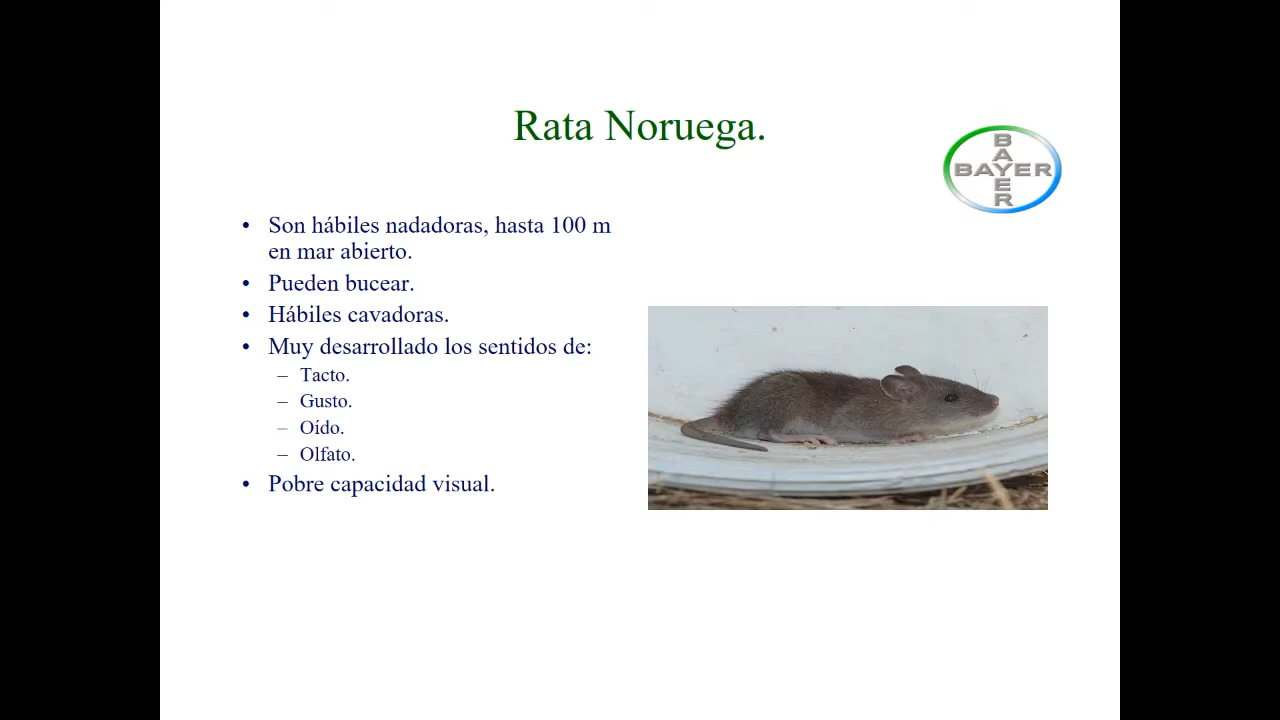 Rata Noruega.
BAYER
BAYER
• Son hábiles nadadoras, hasta 100 m
en mar abierto.
• Pueden bucear.
• Hábiles cavadoras.
• Muy desarrollado los sentidos de:
– Tacto.
– Gusto.
– Oído.
– Olfato.
• Pobre capacidad visual.